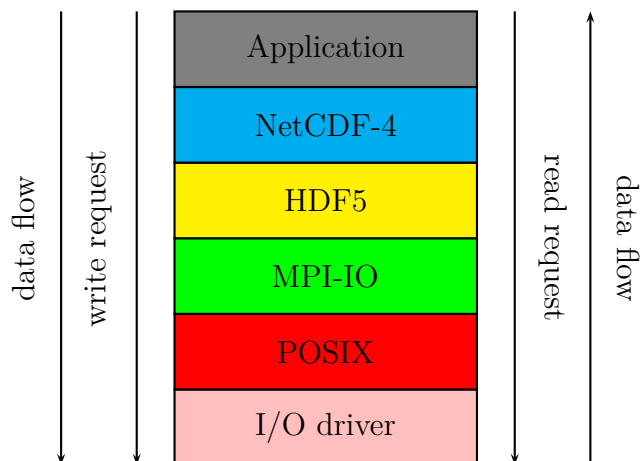 data flow
write request
Application
NetCDF-4
HDF5
MPI-IO
POSIX
I/O driver
read request
data flow